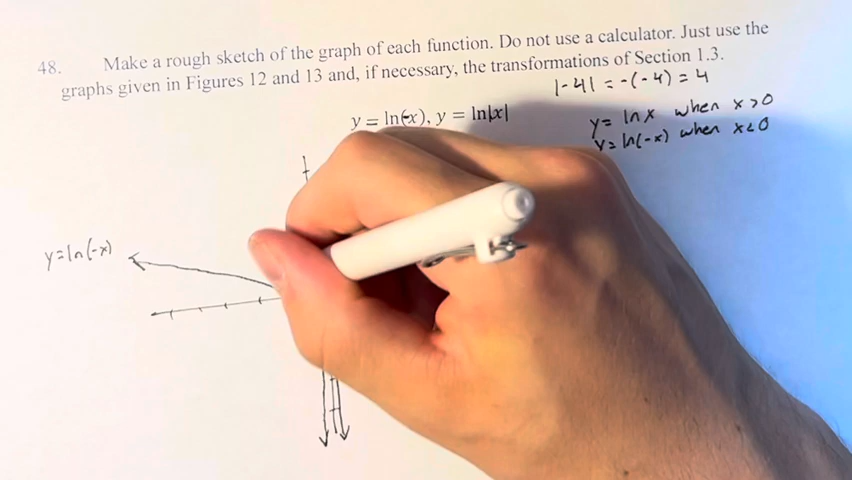 48. Make a rough sketch of the graph of each function. Do not use a calculator. Just use the
graphs given in Figures 12 and 13 and, if necessary, the transformations of Section 1.3.
|-4| = -(-4) = 4
y = ln(-x), y = ln|x|
y = lnx when x > 0
y = ln(-x) when x < 0
y=ln(-x)